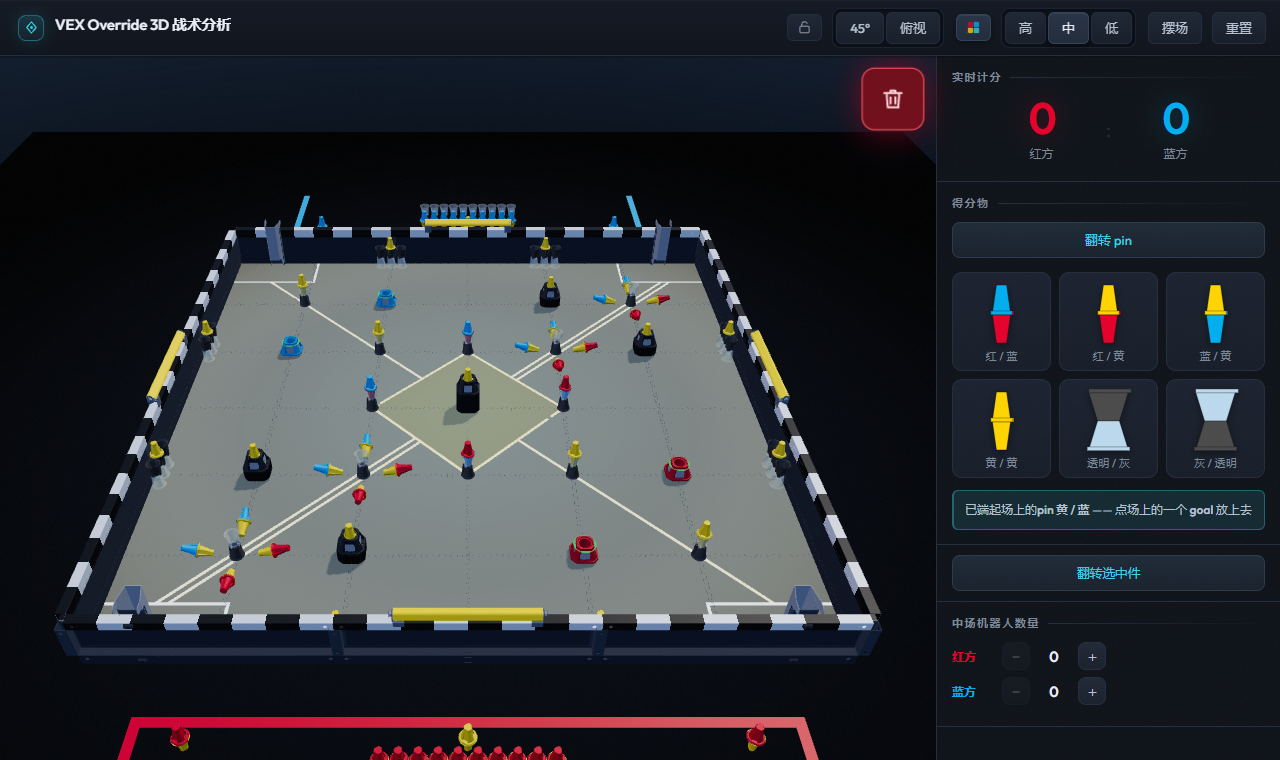 VEX Override 3D 战术分析
45°
俯视
高
中
低
摆场
重置
实时计分
0
:
0
红方
蓝方
得分物
翻转 pin
红 / 蓝
红 / 黄
蓝 / 黄
黄 / 黄
透明 / 灰
灰 / 透明
已端起场上的pin 黄 / 蓝 —— 点场上的一个 goal 放上去
翻转选中件
中场机器人数量
红方 − 0 +
蓝方 − 0 +